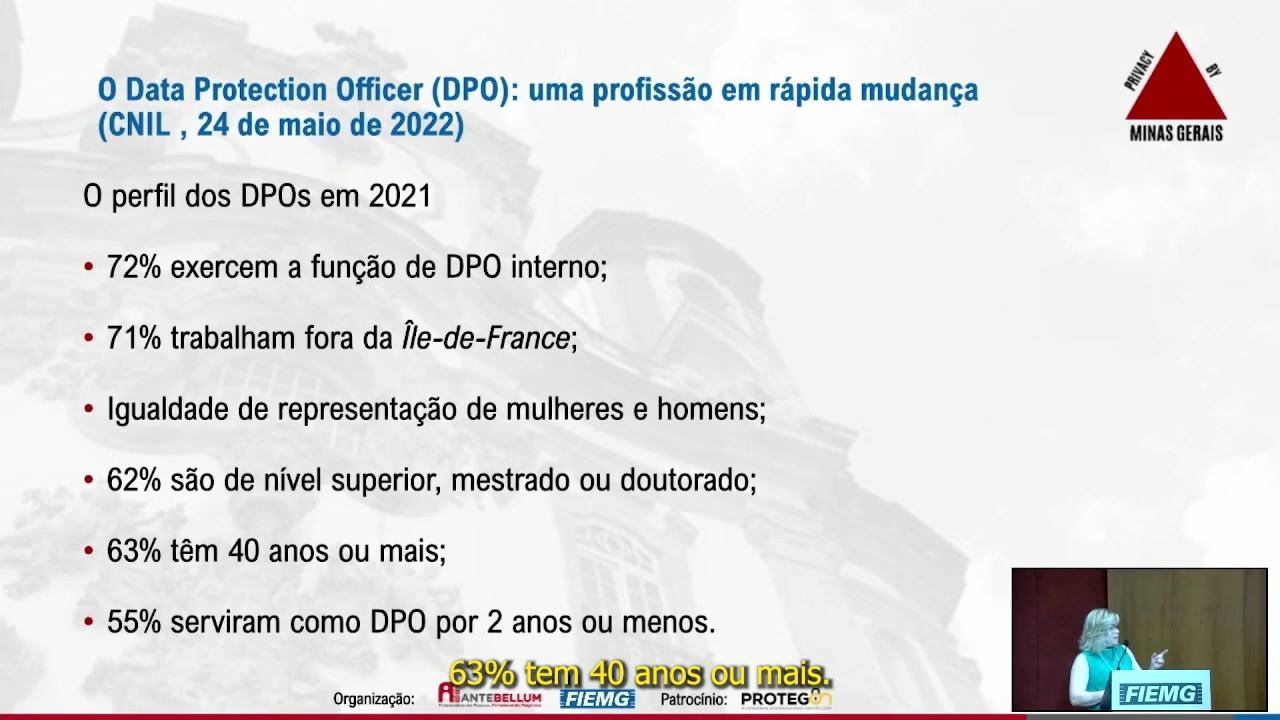 O Data Protection Officer (DPO): uma profissão em rápida mudança
(CNIL , 24 de maio de 2022)
PRIVACY BY
MINAS GERAIS
O perfil dos DPOs em 2021
• 72% exercem a função de DPO interno;
• 71% trabalham fora da Île-de-France;
• Igualdade de representação de mulheres e homens;
• 62% são de nível superior, mestrado ou doutorado;
• 63% têm 40 anos ou mais;
• 55% serviram como DPO por 2 anos ou menos.
63% tem 40 anos ou mais.
Organização: ANTEBELLUM FIEMG Patrocínio: PROTEGON
FIEMG